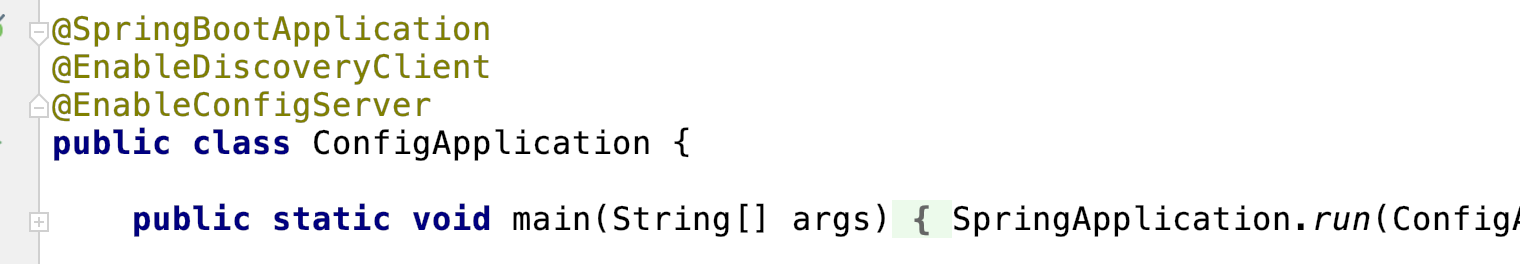 @SpringBootApplication
@EnableDiscoveryClient
@EnableConfigServer
public class ConfigApplication {
public static void main(String[] args) { SpringApplication.run(Config